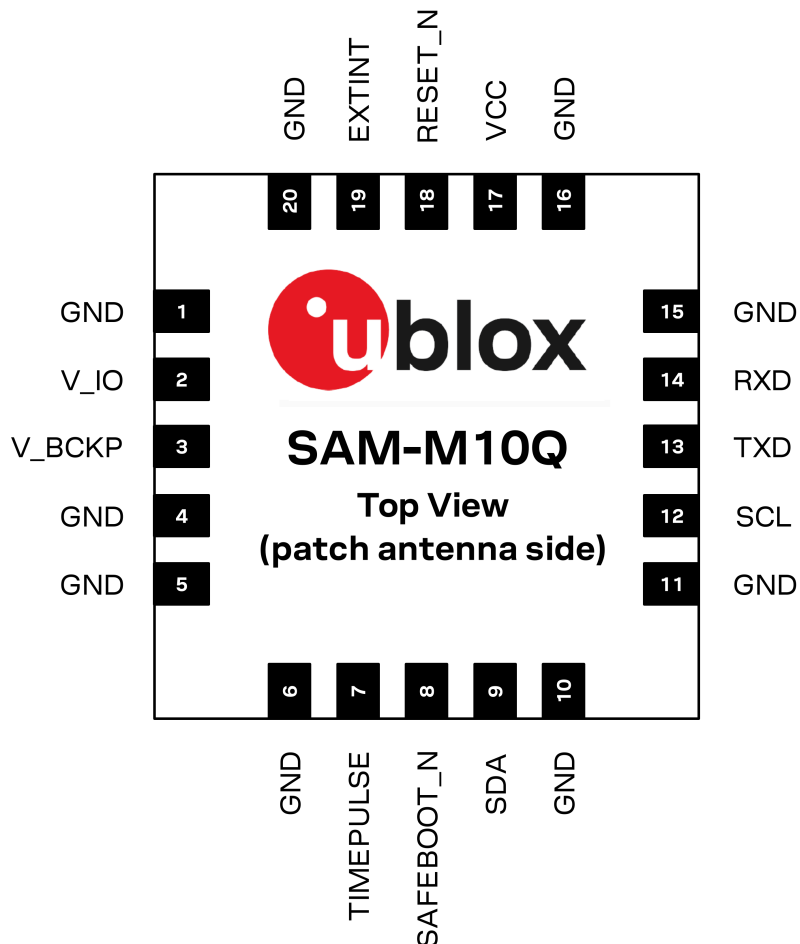 GND
EXTINT
RESET_N
VCC
GND
20
19
18
17
16
GND 1
15 GND
V_IO 2
14 RXD
V_BCKP 3
13 TXD
GND 4
12 SCL
GND 5
11 GND
ublox
SAM-M10Q
Top View
(patch antenna side)
6
7
8
9
10
GND
TIMEPULSE
SAFEBOOT_N
SDA
GND